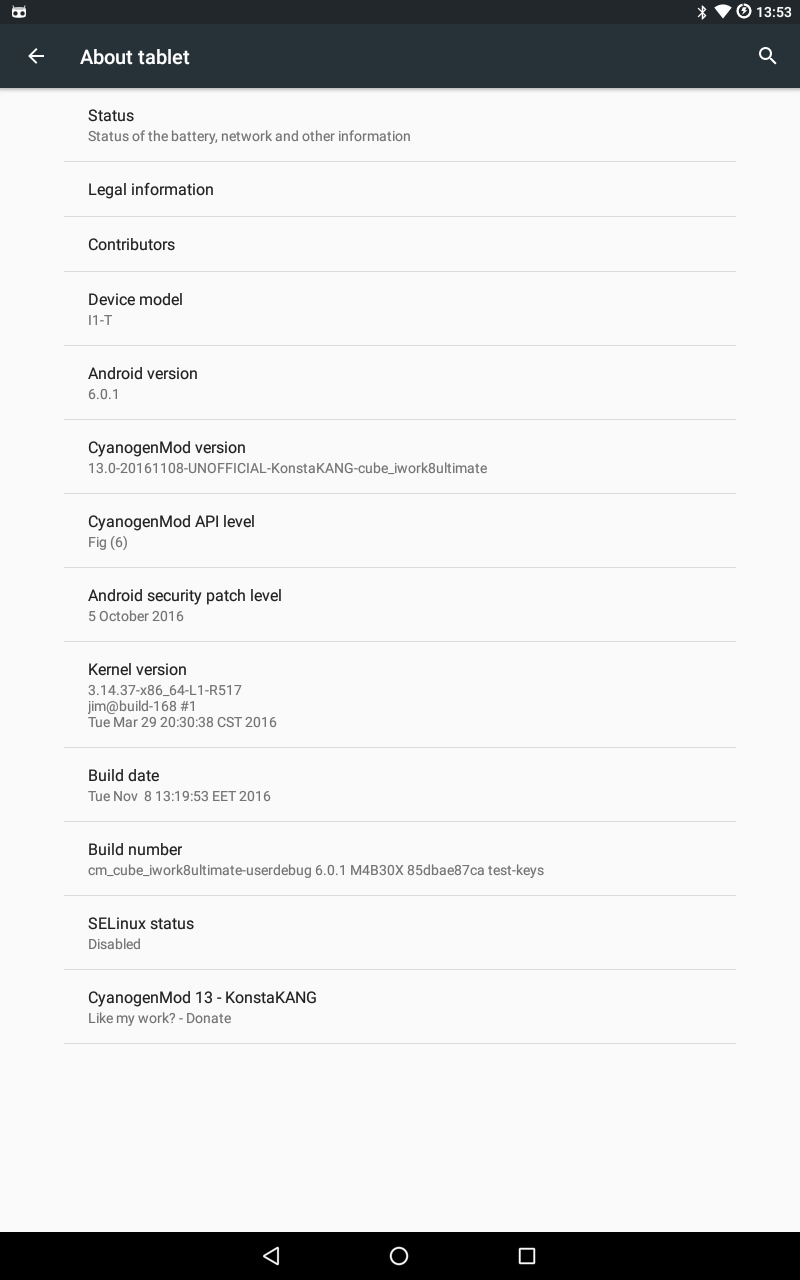 13:53
About tablet
Status
Status of the battery, network and other information
Legal information
Contributors
Device model
I1-T
Android version
6.0.1
CyanogenMod version
13.0-20161108-UNOFFICIAL-KonstaKANG-cube_iwork8ultimate
CyanogenMod API level
Fig (6)
Android security patch level
5 October 2016
Kernel version
3.14.37-x86_64-L1-R517
jim@build-168 #1
Tue Mar 29 20:30:38 CST 2016
Build date
Tue Nov  8 13:19:53 EET 2016
Build number
cm_cube_iwork8ultimate-userdebug 6.0.1 M4B30X 85dbae87ca test-keys
SELinux status
Disabled
CyanogenMod 13 - KonstaKANG
Like my work? - Donate